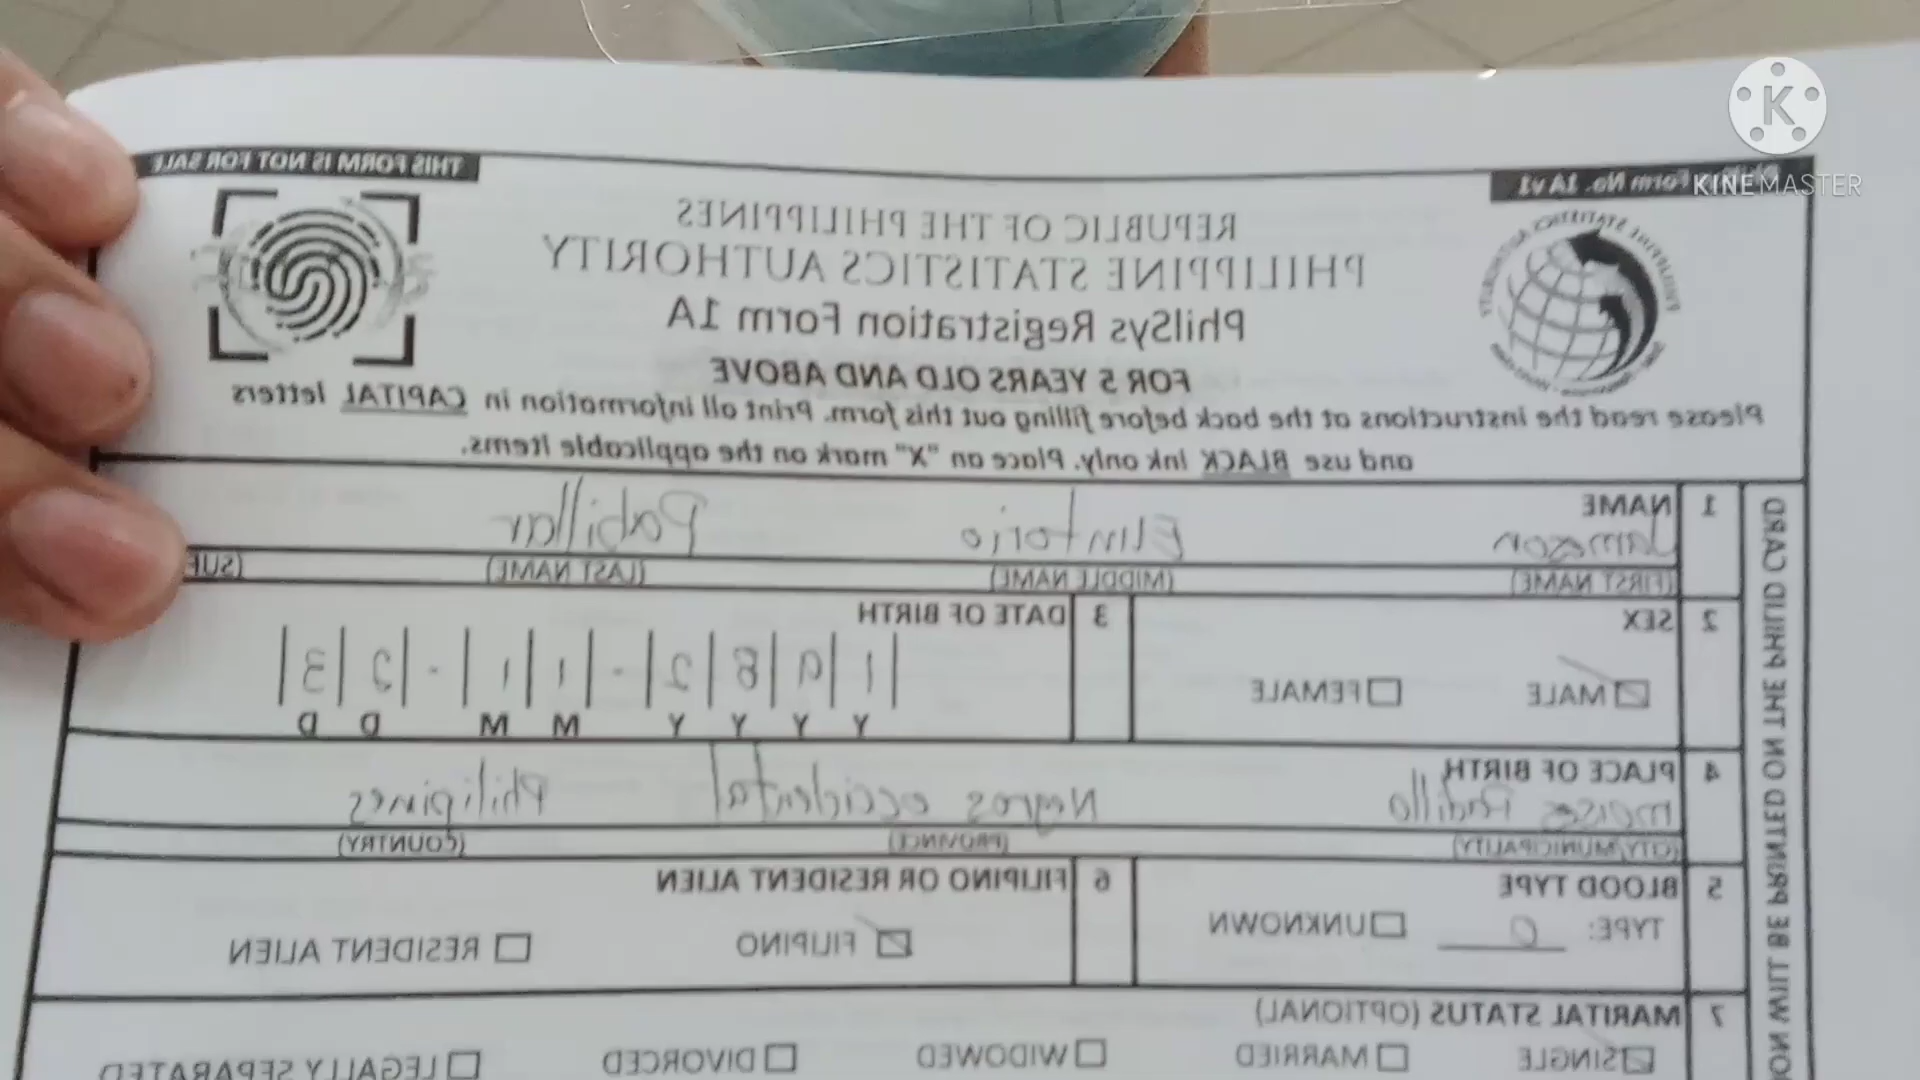 THIS FORM IS NOT FOR SALE
Form No. 1A v1
KINEMASTER
REPUBLIC OF THE PHILIPPINES
PHILIPPINE STATISTICS AUTHORITY
PHILIPPINE STATISTICS AUTHORITY
PhilSys Registration Form 1A
FOR 5 YEARS OLD AND ABOVE
Please read the instructions at the back before filling out this form. Print all information in CAPITAL letters
and use BLACK ink only. Place an "X" mark on the applicable items.
ON WILL BE PRINTED ON THE PHILID CARD
1 NAME
Jameson Elintorio Pabillar
(FIRST NAME) (MIDDLE NAME) (LAST NAME) (SUF
2 SEX
MALE FEMALE
3 DATE OF BIRTH
1 9 8 2 - 1 1 - 2 3
Y Y Y Y M M D D
4 PLACE OF BIRTH
moises Padilla Negros occidental Philipines
(CITY/MUNICIPALITY) (PROVINCE) (COUNTRY)
5 BLOOD TYPE
TYPE: O UNKNOWN
6 FILIPINO OR RESIDENT ALIEN
FILIPINO RESIDENT ALIEN
7 MARITAL STATUS (OPTIONAL)
SINGLE MARRIED WIDOWED DIVORCED LEGALLY SEPARATED